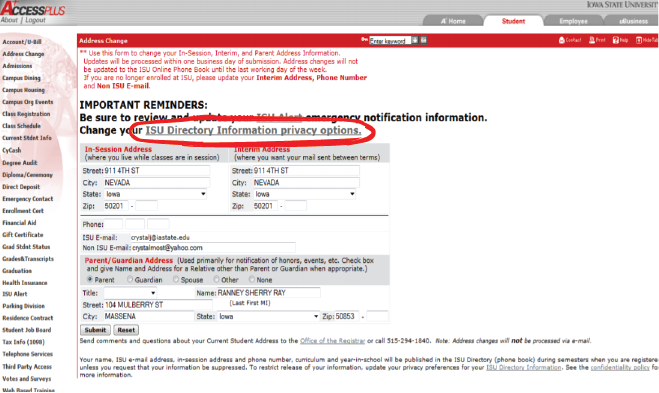 ACCESSPLUS
IOWA STATE UNIVERSIT
About | Logout
A+ Home
Student
Employee
uBusiness
Address Change
Enter keyword
Contact
Print
Help
HideTab
Account/U-Bill
Address Change
Admissions
Campus Dining
Campus Housing
Campus Org Events
Class Registration
Class Schedule
Current Stdnt Info
CyCash
Degree Audit
Diploma/Ceremony
Direct Deposit
Emergency Contact
Enrollment Cert
Financial Aid
Gift Certificate
Grad Stdnt Status
Grades&Transcripts
Graduation
Health Insurance
ISU Alert
Parking Division
Residence Contract
Student Job Board
Tax Info (1098)
Telephone Services
Third Party Access
Votes and Surveys
Web Based Training
** Use this form to change your In-Session, Interim, and Parent Address Information.
Updates will be processed within one business day of submission. Address changes will not
be updated to the ISU Online Phone Book until the last working day of the week.
If you are no longer enrolled at ISU, please update your Interim Address, Phone Number
and Non ISU E-mail.
IMPORTANT REMINDERS:
Be sure to review and update your ISU Alert emergency notification information.
Change your ISU Directory Information privacy options.
In-Session Address
(where you live while classes are in session)
Street: 911 4TH ST
City: NEVADA
State: Iowa
Zip: 50201 -
Interim Address
(where you want your mail sent between terms)
Street: 911 4TH ST
City: NEVADA
State: Iowa
Zip: 50201 -
Phone:
ISU E-mail: crystalj@iastate.edu
Non ISU E-mail: crystalmost@yahoo.com
Parent/Guardian Address (Used primarily for notification of honors, events, etc. Check box
and give Name and Address for a Relative other than Parent or Guardian when appropriate.)
Parent Guardian Spouse Other None
Title: Name: RANNEY SHERRY RAY
Street: 104 MULBERRY ST (Last First MI)
City: MASSENA State: Iowa Zip: 50853 -
Submit Reset
Send comments and questions about your Current Student Address to the Office of the Registrar or call 515-294-1840. Note: Address changes will not be processed via e-mail.
Your name, ISU e-mail address, in-session address and phone number, curriculum and year-in-school will be published in the ISU Directory (phone book) during semesters when you are registere
unless you request that your information be suppressed. To restrict release of your information, update your privacy preferences for your ISU Directory Information. See the confidentiality policy fo
more information.